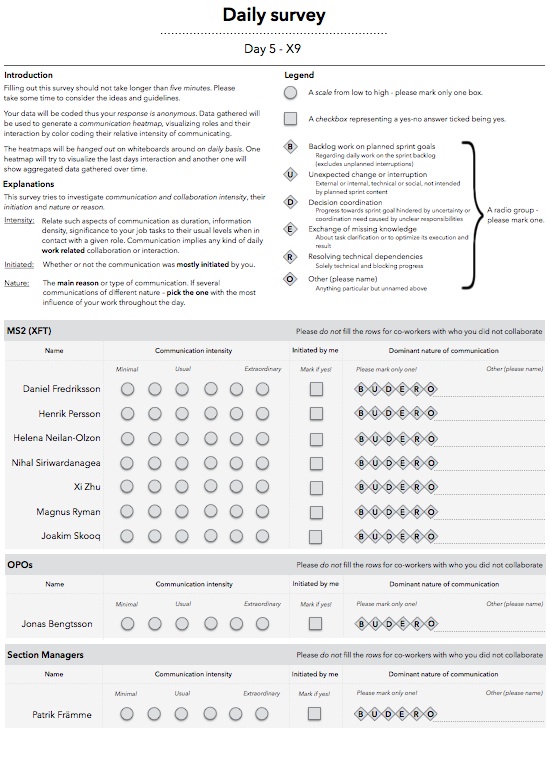 Daily survey
Day 5 - X9
Introduction
Filling out this survey should not take longer than five minutes. Please
take some time to consider the ideas and guidelines.
Your data will be coded thus your response is anonymous. Data gathered will
be used to generate a communication heatmap, visualizing roles and their
interaction by color coding their relative intensity of communicating.
The heatmaps will be hanged out on whiteboards around on daily basis. One
heatmap will try to visualize the last days interaction and another one will
show aggregated data gathered over time.
Explanations
This survey tries to investigate communication and collaboration intensity, their
initiation and nature or reason.
Intensity: Relate such aspects of communication as duration, information
density, significance to your job tasks to their usual levels when in
contact with a given role. Communication implies any kind of daily
work related collaboration or interaction.
Initiated: Whether or not the communication was mostly initiated by you.
Nature: The main reason or type of communication. If several
communications of different nature - pick the one with the most
influence of your work throughout the day.
Legend
A scale from low to high - please mark only one box.
A checkbox representing a yes-no answer ticked being yes.
B Backlog work on planned sprint goals
Regarding daily work on the sprint backlog
(excludes unplanned interruptions)
U Unexpected change or interruption
External or internal, technical or social, not intended
by planned sprint content
D Decision coordination
Progress towards sprint goal hindered by uncertainty or
coordination need caused by unclear responsibilities
E Exchange of missing knowledge
About task clarification or to optimize its execution and
result
R Resolving technical dependencies
Solely technical and blocking progress
O Other (please name)
Anything particular but unnamed above
A radio group -
please mark one.
MS2 (XFT) Please do not fill the rows for co-workers with who you did not collaborate
Name Communication intensity Initiated by me Dominant nature of communication
Minimal Usual Extraordinary Mark if yes! Please mark only one! Other (please name)
Daniel Fredriksson B U D E R O
Henrik Persson B U D E R O
Helena Neilan-Olzon B U D E R O
Nihal Siriwardanagea B U D E R O
Xi Zhu B U D E R O
Magnus Ryman B U D E R O
Joakim Skooq B U D E R O
OPOs Please do not fill the rows for co-workers with who you did not collaborate
Name Communication intensity Initiated by me Dominant nature of communication
Minimal Usual Extraordinary Mark if yes! Please mark only one! Other (please name)
Jonas Bengtsson B U D E R O
Section Managers Please do not fill the rows for co-workers with who you did not collaborate
Name Communication intensity Initiated by me Dominant nature of communication
Minimal Usual Extraordinary Mark if yes! Please mark only one! Other (please name)
Patrik Främme B U D E R O